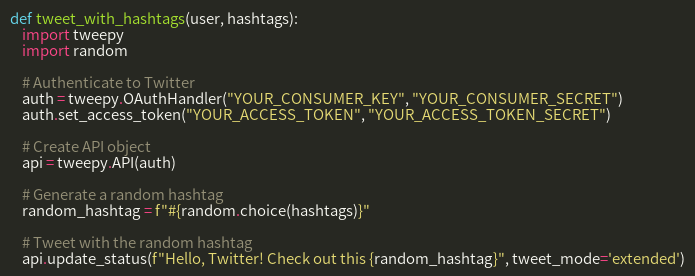 def tweet_with_hashtags(user, hashtags):
    import tweepy
    import random

    # Authenticate to Twitter
    auth = tweepy.OAuthHandler("YOUR_CONSUMER_KEY", "YOUR_CONSUMER_SECRET")
    auth.set_access_token("YOUR_ACCESS_TOKEN", "YOUR_ACCESS_TOKEN_SECRET")

    # Create API object
    api = tweepy.API(auth)

    # Generate a random hashtag
    random_hashtag = f"#{random.choice(hashtags)}"

    # Tweet with the random hashtag
    api.update_status(f"Hello, Twitter! Check out this {random_hashtag}", tweet_mode='extended')